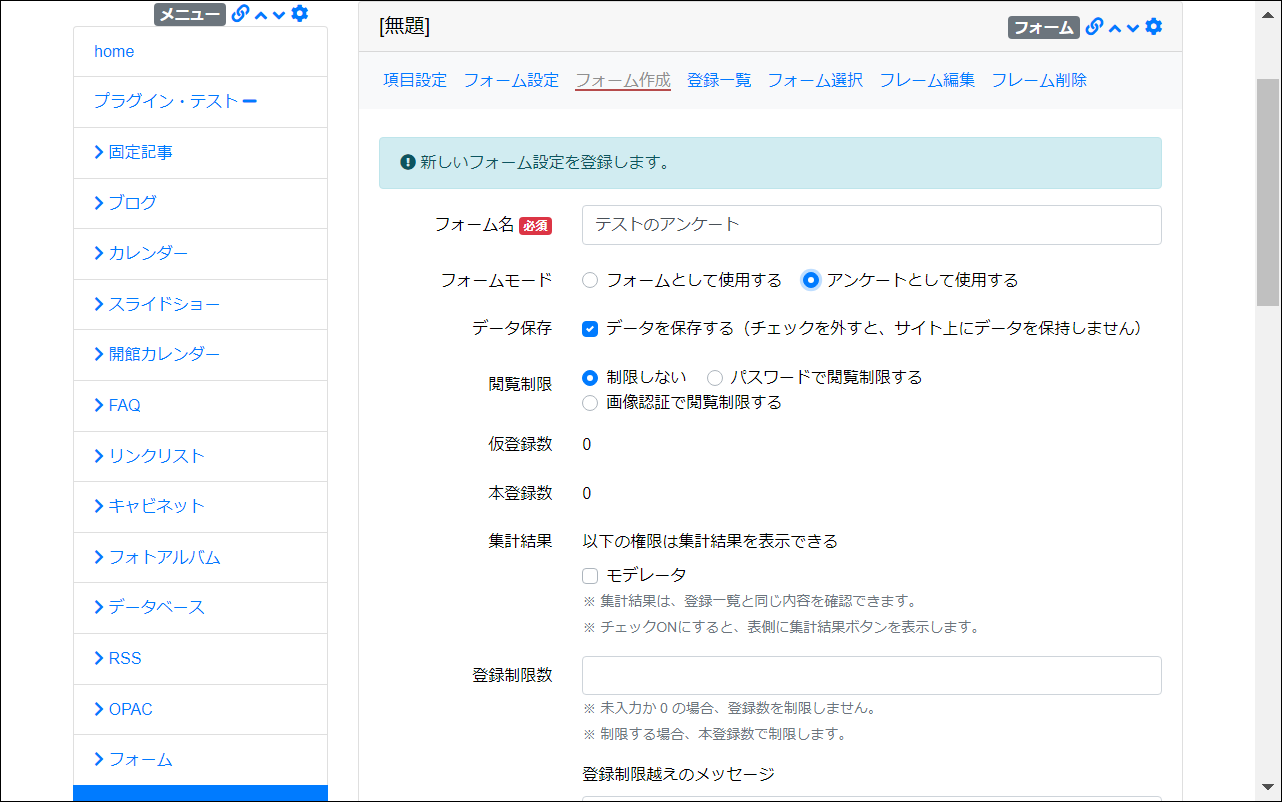 メニュー
home
プラグイン・テスト
固定記事
ブログ
カレンダー
スライドショー
開館カレンダー
FAQ
リンクリスト
キャビネット
フォトアルバム
データベース
RSS
OPAC
フォーム
[無題]
フォーム
項目設定 フォーム設定 フォーム作成 登録一覧 フォーム選択 フレーム編集 フレーム削除
新しいフォーム設定を登録します。
フォーム名 必須 テストのアンケート
フォームモード フォームとして使用する アンケートとして使用する
データ保存 データを保存する（チェックを外すと、サイト上にデータを保持しません）
閲覧制限 制限しない パスワードで閲覧制限する
画像認証で閲覧制限する
仮登録数 0
本登録数 0
集計結果 以下の権限は集計結果を表示できる
モデレータ
※ 集計結果は、登録一覧と同じ内容を確認できます。
※ チェックONにすると、表側に集計結果ボタンを表示します。
登録制限数
※ 未入力か 0 の場合、登録数を制限しません。
※ 制限する場合、本登録数で制限します。
登録制限越えのメッセージ